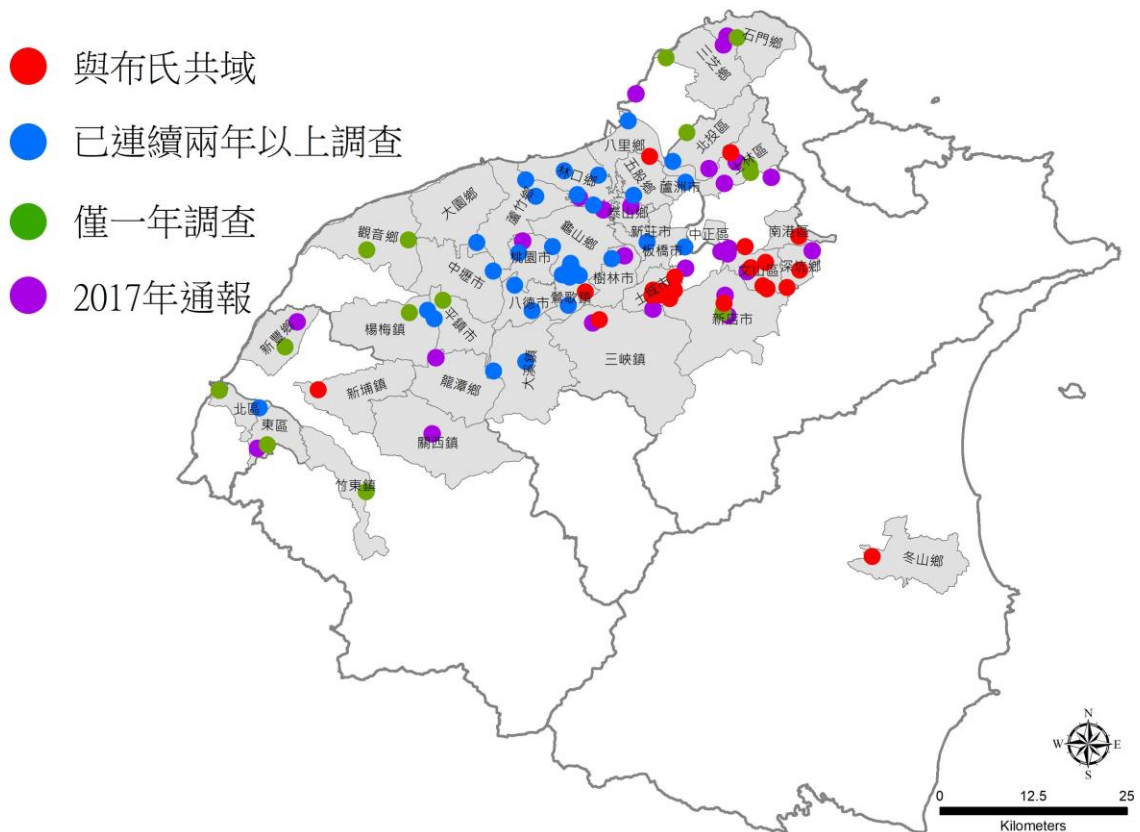 與布氏共域
已連續兩年以上調查
僅一年調查
2017年通報
石門鄉
三芝鄉
北投區
士林區
八里鄉
五股鄉
蘆洲市
林口鄉
泰山鄉
大園鄉
蘆竹鄉
龜山鄉
新莊市
中正區
南港區
觀音鄉
桃園市
板橋市
樹林市
文山區
深坑鄉
中壢市
土城市
八德市
鶯歌鎮
新店市
楊梅鎮
平鎮市
新豐鄉
大溪鎮
三峽鎮
龍潭鄉
新埔鎮
北區
東區
關西鎮
竹東鎮
冬山鄉
N
W
E
S
0
12.5
25
Kilometers